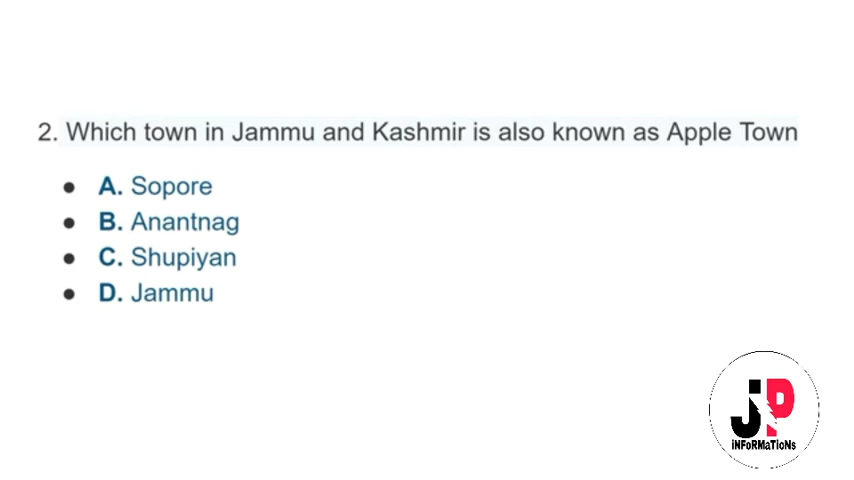 2. Which town in Jammu and Kashmir is also known as Apple Town
● A. Sopore
● B. Anantnag
● C. Shupiyan
● D. Jammu
JP
iNFoRMaTioNs